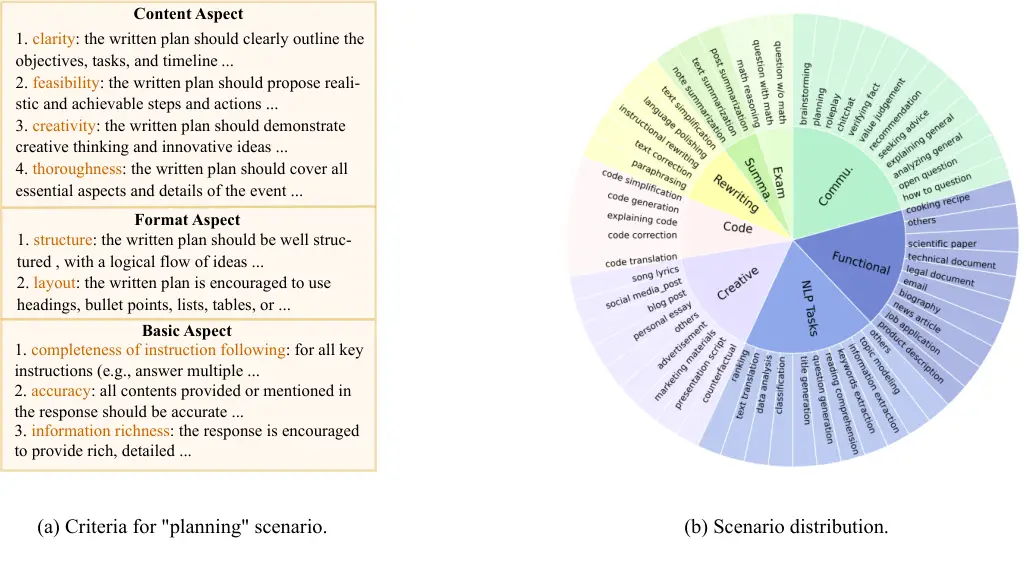 Content Aspect
1. clarity: the written plan should clearly outline the
objectives, tasks, and timeline ...
2. feasibility: the written plan should propose reali-
stic and achievable steps and actions ...
3. creativity: the written plan should demonstrate
creative thinking and innovative ideas ...
4. thoroughness: the written plan should cover all
essential aspects and details of the event ...
Format Aspect
1. structure: the written plan should be well struc-
tured , with a logical flow of ideas ...
2. layout: the written plan is encouraged to use
headings, bullet points, lists, tables, or ...
Basic Aspect
1. completeness of instruction following: for all key
instructions (e.g., answer multiple ...
2. accuracy: all contents provided or mentioned in
the response should be accurate ...
3. information richness: the response is encouraged
to provide rich, detailed ...
(a) Criteria for "planning" scenario.
Commu.
brainstorming
planning
roleplay
chitchat
verifying fact
value judgement
recommendation
seeking advice
explaining general
analyzing general
open question
how to question
Functional
cooking recipe
others
scientific paper
technical document
legal document
email
biography
news article
job application
product description
others
NLP Tasks
topic modeling
information extraction
keywords extraction
reading comprehension
question generation
title generation
classification
data analysis
text translation
ranking
Creative
counterfactual
presentation script
marketing materials
advertisement
others
personal essay
blog post
social media_post
song lyrics
Code
code translation
code correction
explaining code
code generation
code simplification
Rewriting
paraphrasing
text correction
instructional rewriting
language polishing
text simplification
Summa.
note summarization
text summarization
post summarization
Exam
math reasoning
question with math
question w/o math
(b) Scenario distribution.